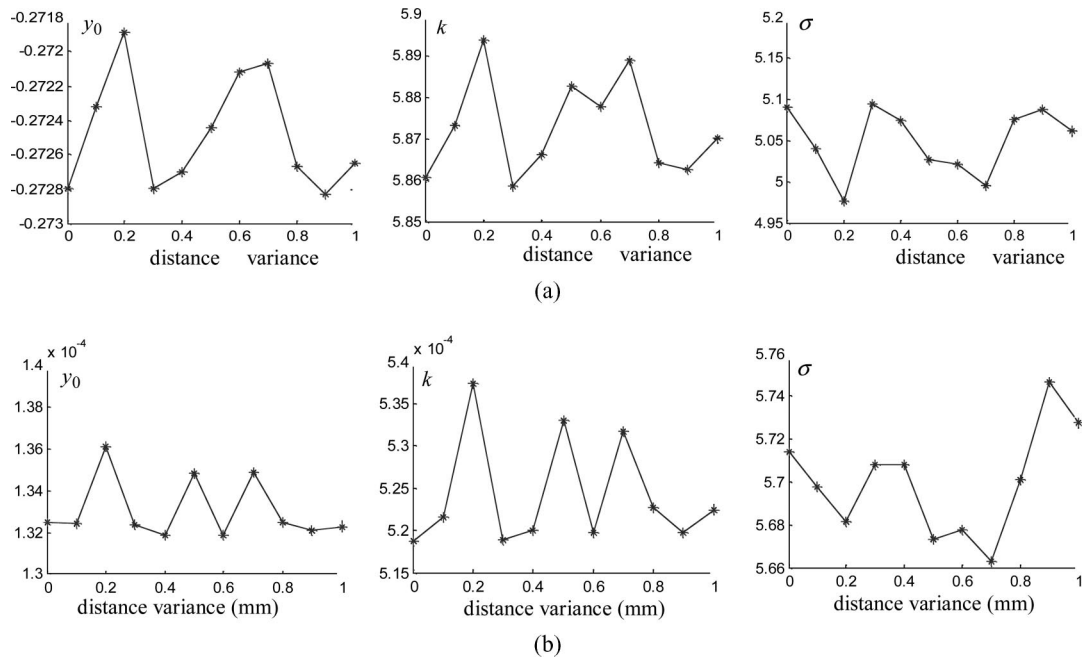 y0
-0.2718
-0.272
-0.2722
-0.2724
-0.2726
-0.2728
-0.273
0 0.2 0.4 0.6 0.8 1
distance variance
k
5.9
5.89
5.88
5.87
5.86
5.85
0 0.2 0.4 0.6 0.8 1
distance variance
σ
5.2
5.15
5.1
5.05
5
4.95
0 0.2 0.4 0.6 0.8 1
distance variance
(a)
x 10-4
y0
1.4
1.38
1.36
1.34
1.32
1.3
0 0.2 0.4 0.6 0.8 1
distance variance (mm)
x 10-4
k
5.4
5.35
5.3
5.25
5.2
5.15
0 0.2 0.4 0.6 0.8 1
distance variance (mm)
σ
5.76
5.74
5.72
5.7
5.68
5.66
0 0.2 0.4 0.6 0.8 1
distance variance (mm)
(b)